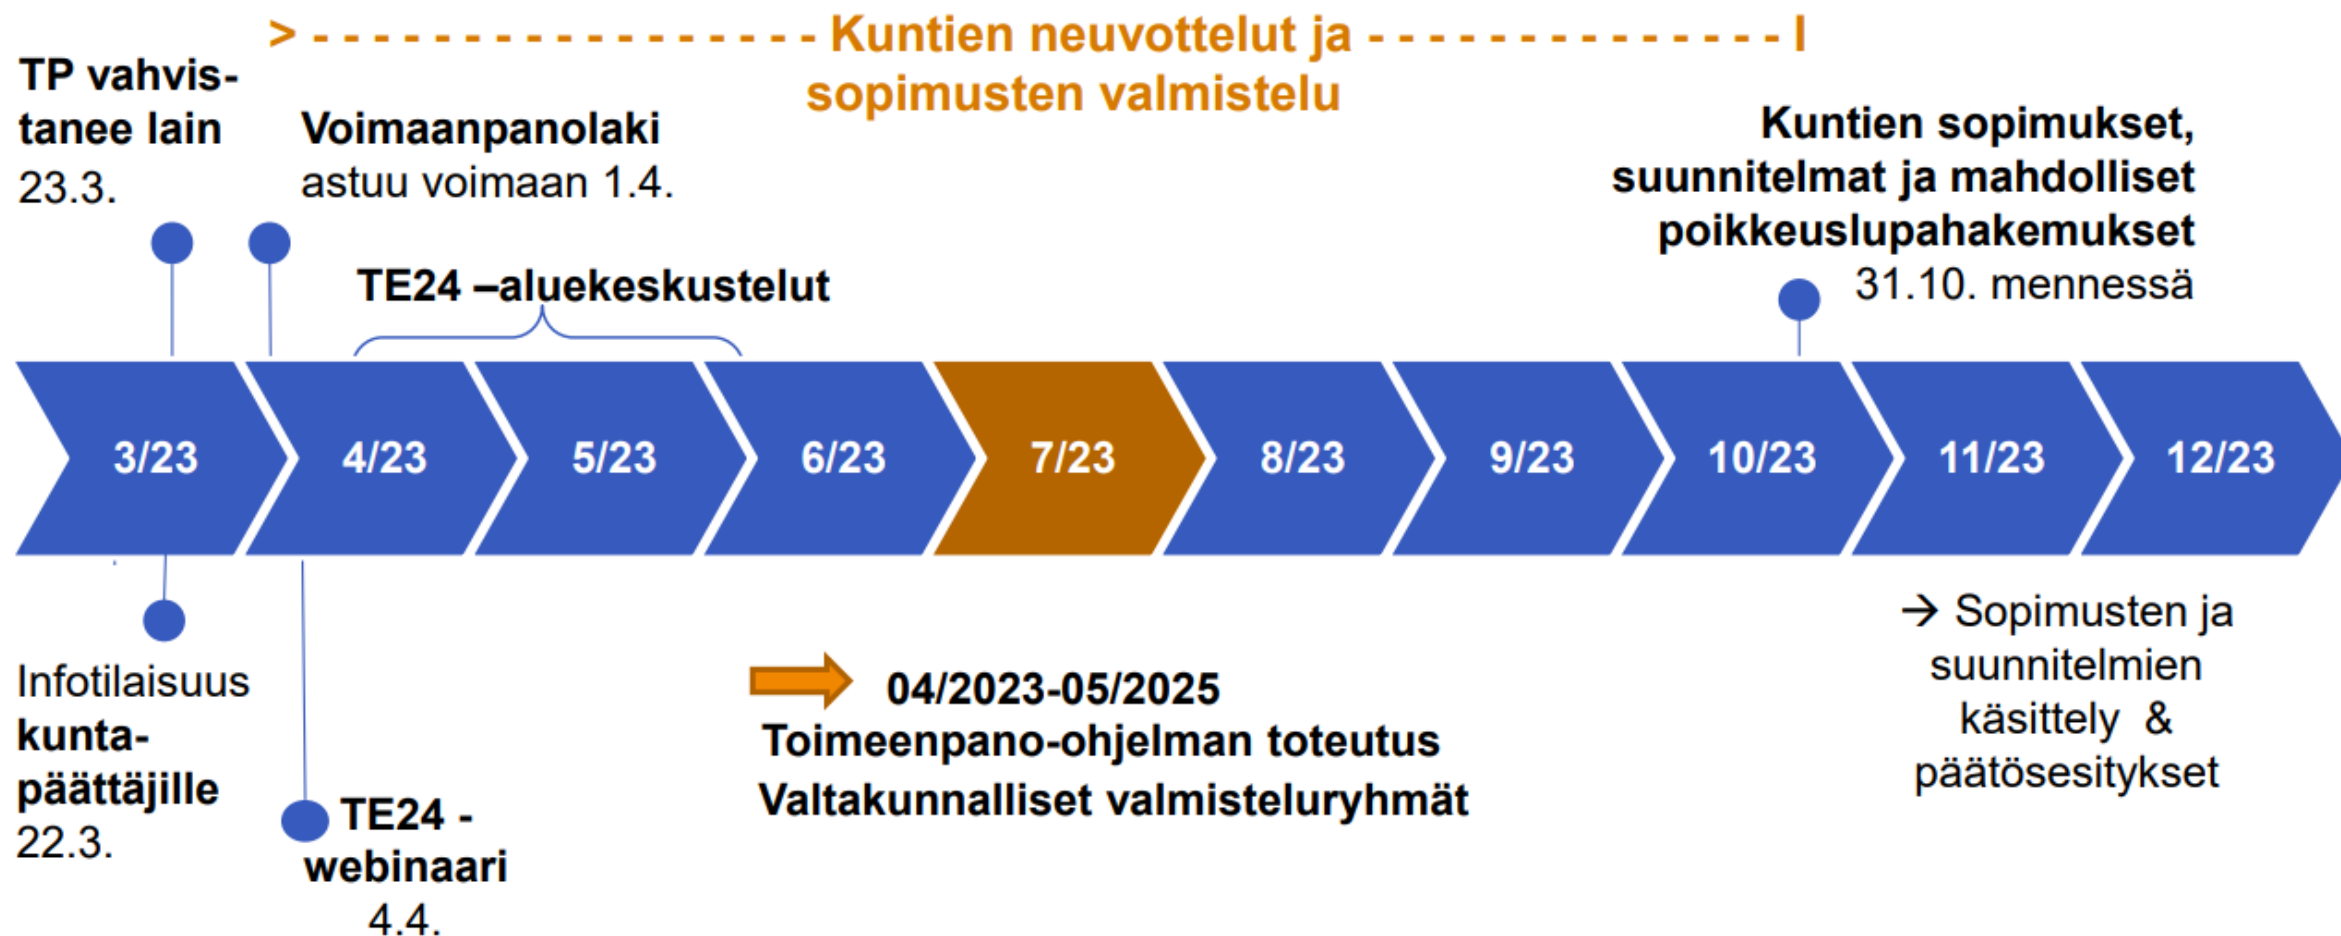 > - - - - - - - - - - - - - - - - - Kuntien neuvottelut ja - - - - - - - - - - - - - - I
sopimusten valmistelu
TP vahvis-
tanee lain
23.3.
Voimaanpanolaki
astuu voimaan 1.4.
TE24 –aluekeskustelut
Kuntien sopimukset,
suunnitelmat ja mahdolliset
poikkeuslupahakemukset
31.10. mennessä
3/23
4/23
5/23
6/23
7/23
8/23
9/23
10/23
11/23
12/23
Infotilaisuus
kunta-
päättäjille
22.3.
TE24 -
webinaari
4.4.
04/2023-05/2025
Toimeenpano-ohjelman toteutus
Valtakunnalliset valmisteluryhmät
→ Sopimusten ja
suunnitelmien
käsittely &
päätösesitykset